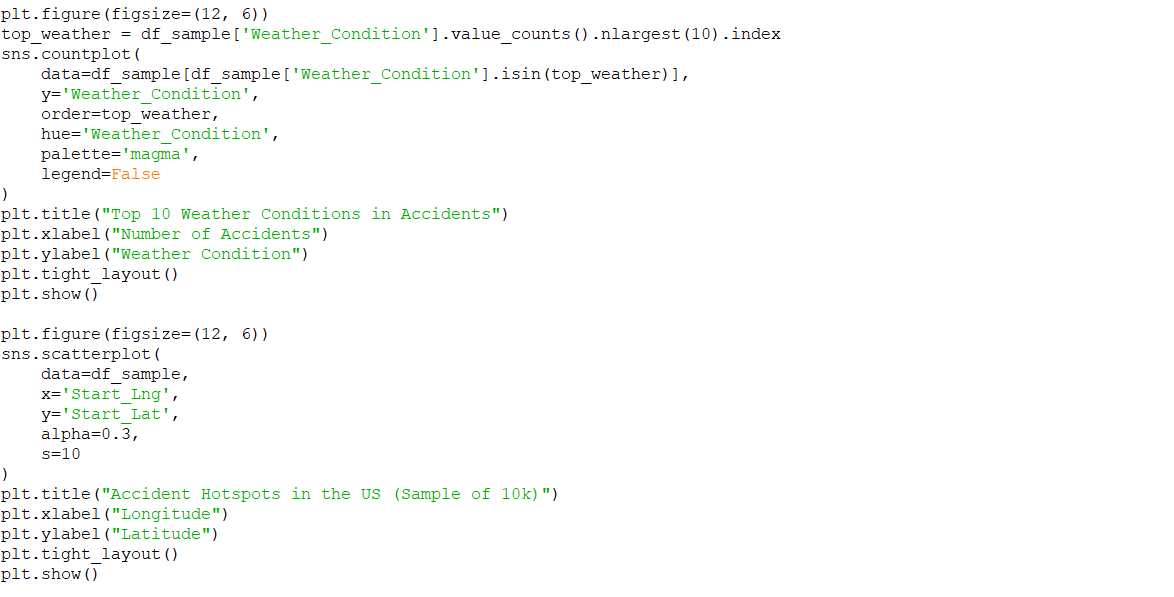 plt.figure(figsize=(12, 6))
top_weather = df_sample['Weather_Condition'].value_counts().nlargest(10).index
sns.countplot(
    data=df_sample[df_sample['Weather_Condition'].isin(top_weather)],
    y='Weather_Condition',
    order=top_weather,
    hue='Weather_Condition',
    palette='magma',
    legend=False
)
plt.title("Top 10 Weather Conditions in Accidents")
plt.xlabel("Number of Accidents")
plt.ylabel("Weather Condition")
plt.tight_layout()
plt.show()

plt.figure(figsize=(12, 6))
sns.scatterplot(
    data=df_sample,
    x='Start_Lng',
    y='Start_Lat',
    alpha=0.3,
    s=10
)
plt.title("Accident Hotspots in the US (Sample of 10k)")
plt.xlabel("Longitude")
plt.ylabel("Latitude")
plt.tight_layout()
plt.show()